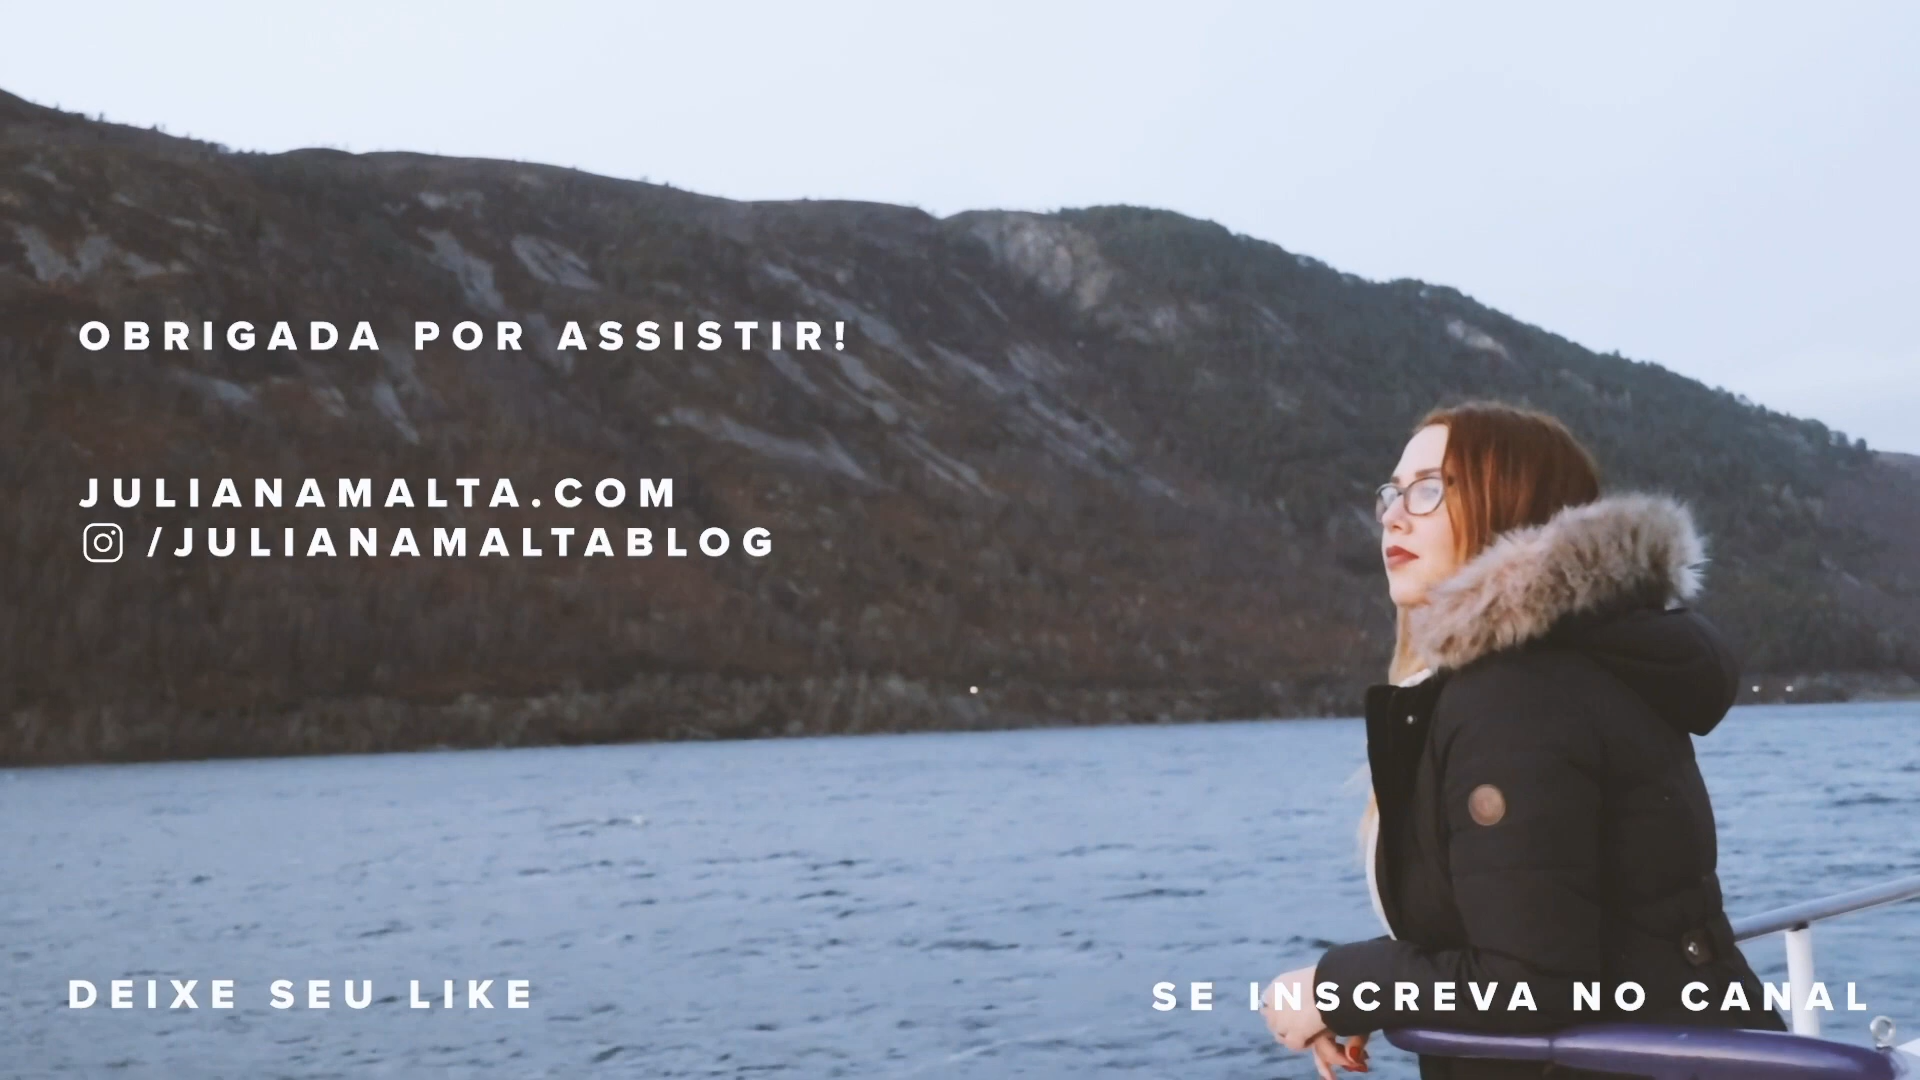 OBRIGADA POR ASSISTIR!
JULIANAMALTA.COM
/JULIANAMALTABLOG
DEIXE SEU LIKE
SE INSCREVA NO CANAL